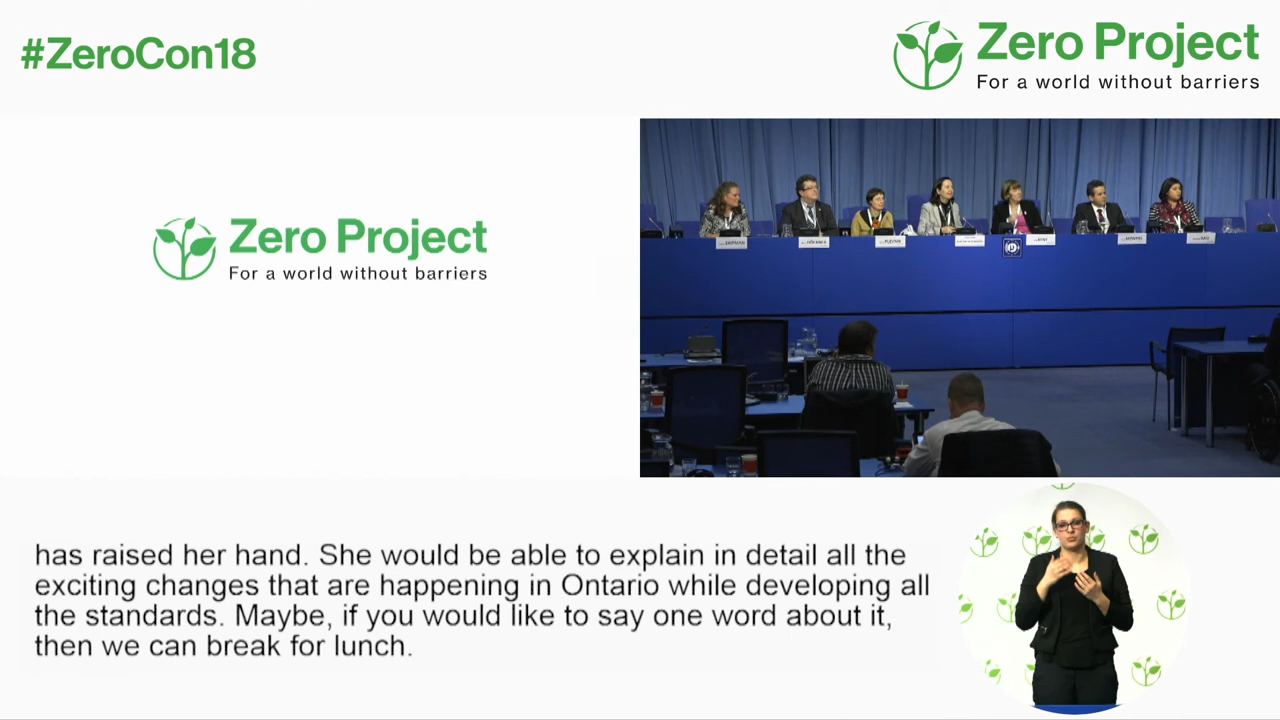 #ZeroCon18
Zero Project
For a world without barriers
Zero Project
For a world without barriers
has raised her hand. She would be able to explain in detail all the
exciting changes that are happening in Ontario while developing all
the standards. Maybe, if you would like to say one word about it,
then we can break for lunch.